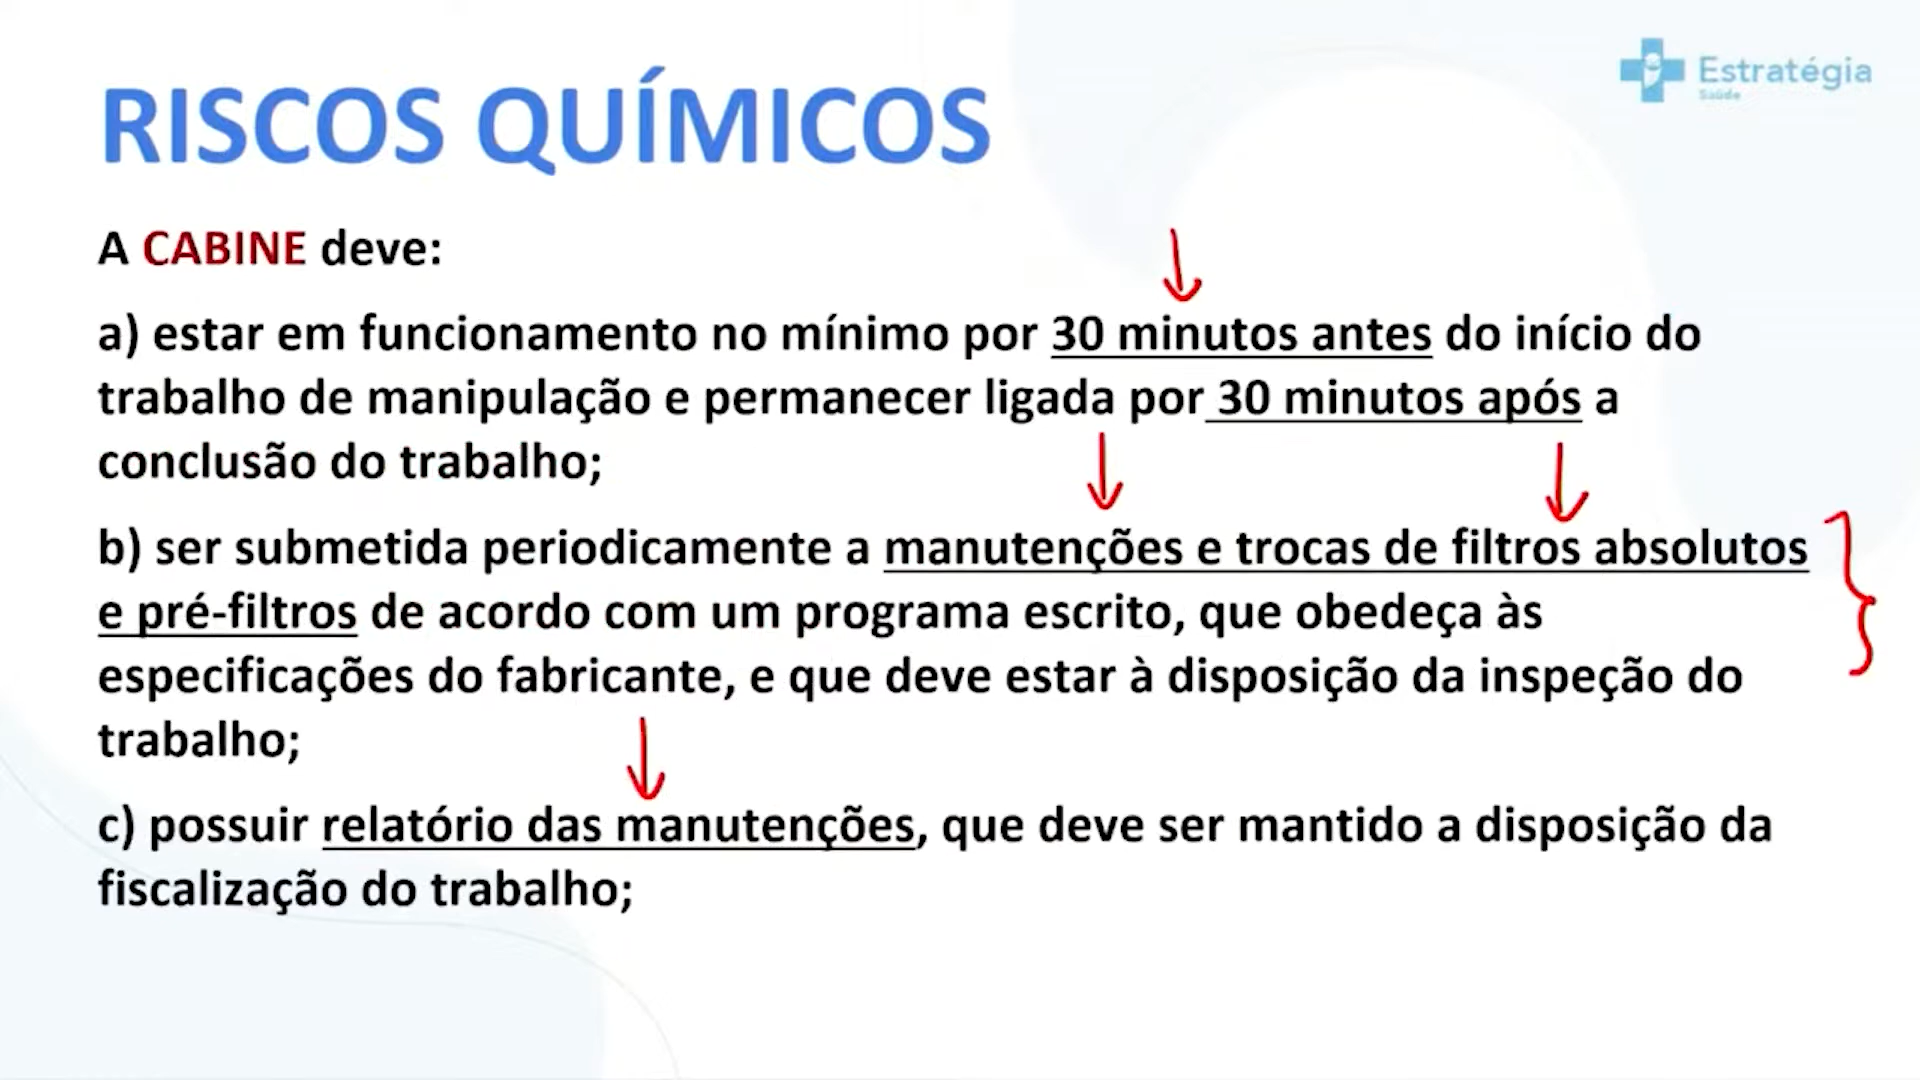 Estratégia
Saúde
RISCOS QUÍMICOS
A CABINE deve:
a) estar em funcionamento no mínimo por 30 minutos antes do início do
trabalho de manipulação e permanecer ligada por 30 minutos após a
conclusão do trabalho;
b) ser submetida periodicamente a manutenções e trocas de filtros absolutos
e pré-filtros de acordo com um programa escrito, que obedeça às
especificações do fabricante, e que deve estar à disposição da inspeção do
trabalho;
c) possuir relatório das manutenções, que deve ser mantido a disposição da
fiscalização do trabalho;